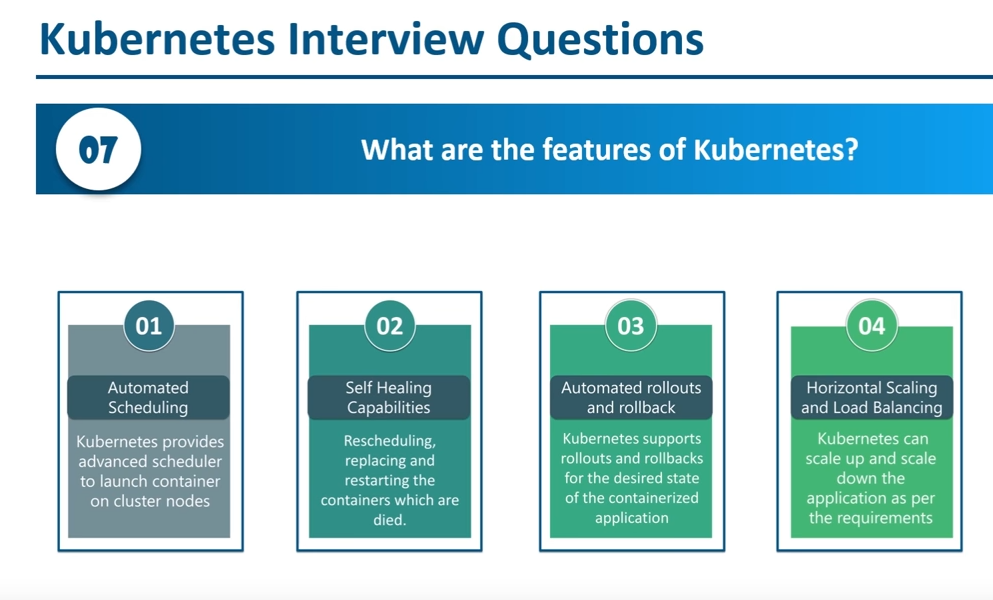 Kubernetes Interview Questions
07
What are the features of Kubernetes?
01
Automated
Scheduling
Kubernetes provides
advanced scheduler
to launch container
on cluster nodes
02
Self Healing
Capabilities
Rescheduling,
replacing and
restarting the
containers which are
died.
03
Automated rollouts
and rollback
Kubernetes supports
rollouts and rollbacks
for the desired state
of the containerized
application
04
Horizontal Scaling
and Load Balancing
Kubernetes can
scale up and scale
down the
application as per
the requirements